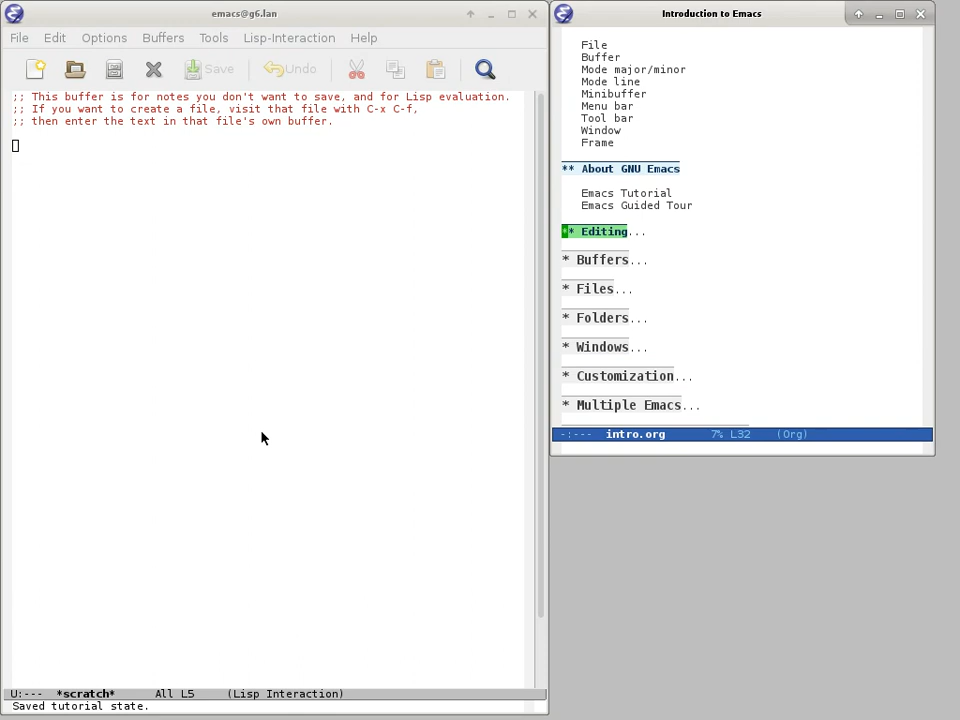 emacs@g6.lan
File Edit Options Buffers Tools Lisp-Interaction Help
Save Undo
;; This buffer is for notes you don't want to save, and for Lisp evaluation.
;; If you want to create a file, visit that file with C-x C-f,
;; then enter the text in that file's own buffer.
U:--- *scratch* All L5 (Lisp Interaction)
Saved tutorial state.
Introduction to Emacs
File
Buffer
Mode major/minor
Mode line
Minibuffer
Menu bar
Tool bar
Window
Frame
** About GNU Emacs
Emacs Tutorial
Emacs Guided Tour
* Editing...
* Buffers...
* Files...
* Folders...
* Windows...
* Customization...
* Multiple Emacs...
-:--- intro.org 7% L32 (Org)